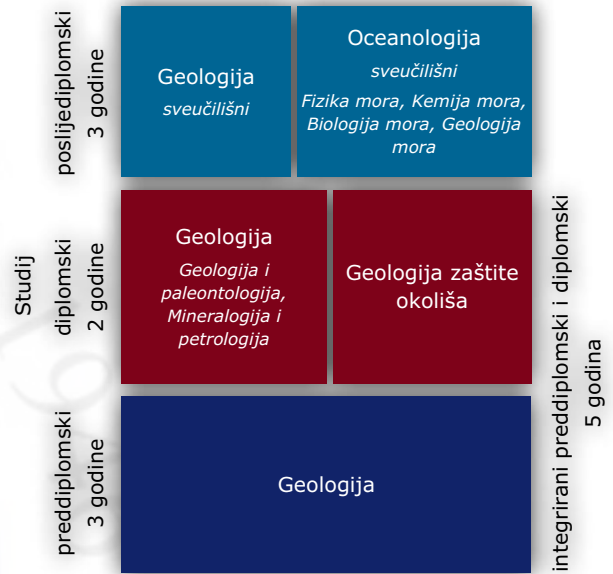 Studij
poslijediplomski
3 godine
Geologija
sveučilišni
Oceanologija
sveučilišni
Fizika mora, Kemija mora,
Biologija mora, Geologija
mora
diplomski
2 godine
Geologija
Geologija i
paleontologija,
Mineralogija i
petrologija
Geologija zaštite
okoliša
preddiplomski
3 godine
Geologija
integrirani preddiplomski i diplomski
5 godina